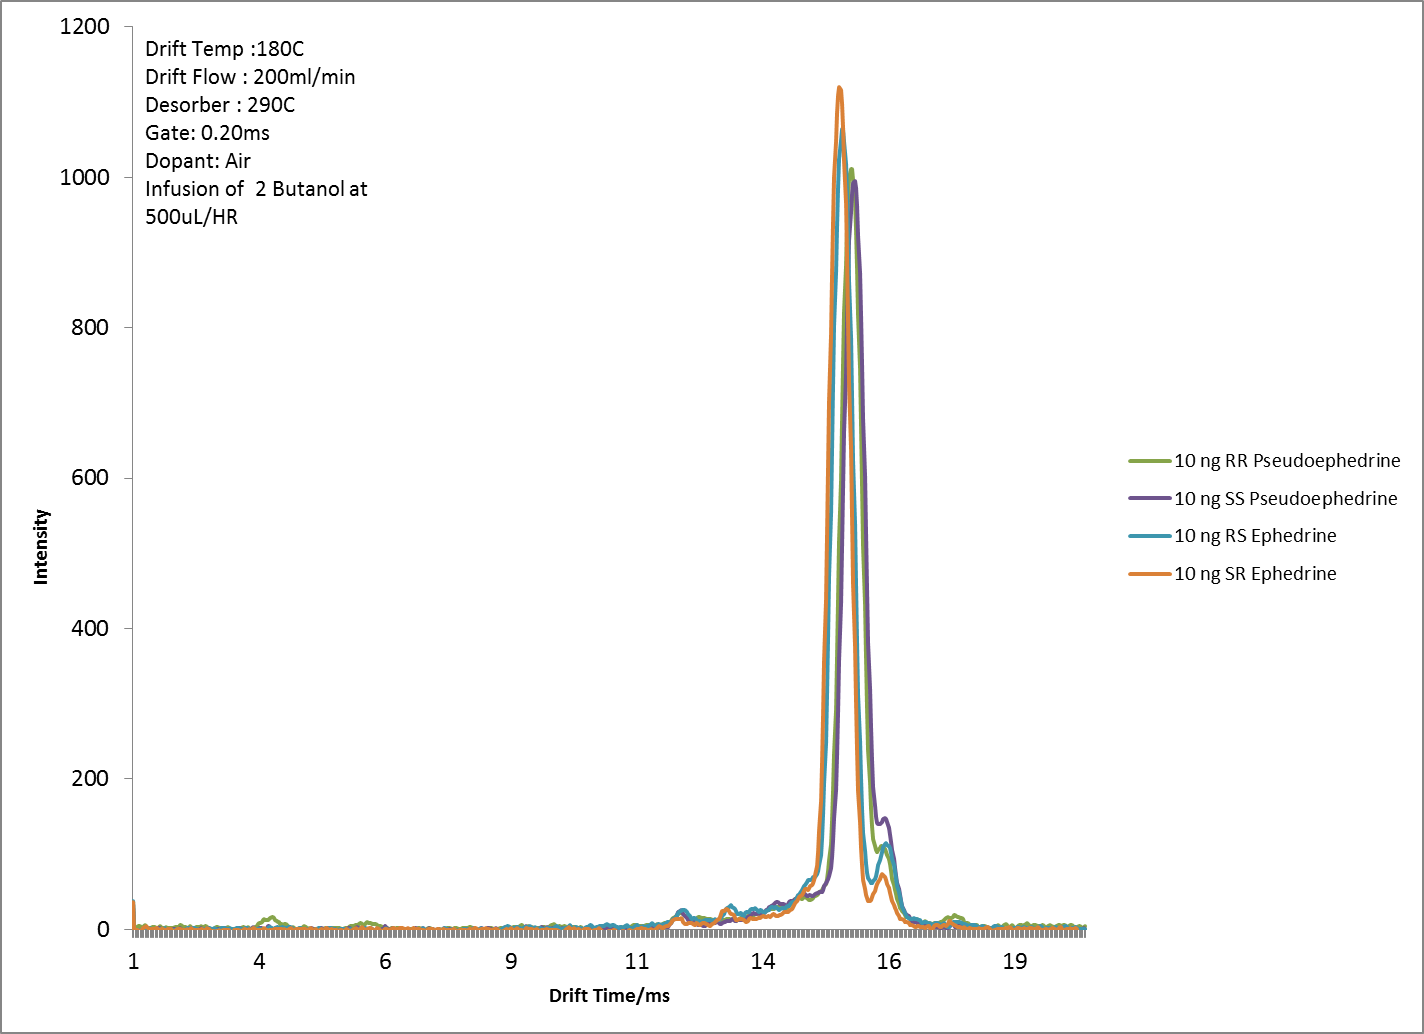 1200
1000
800
600
400
200
0
Intensity
Drift Temp :180C
Drift Flow : 200ml/min
Desorber : 290C
Gate: 0.20ms
Dopant: Air
Infusion of  2 Butanol at
500uL/HR
10 ng RR Pseudoephedrine
10 ng SS Pseudoephedrine
10 ng RS Ephedrine
10 ng SR Ephedrine
1 4 6 9 11 14 16 19
Drift Time/ms